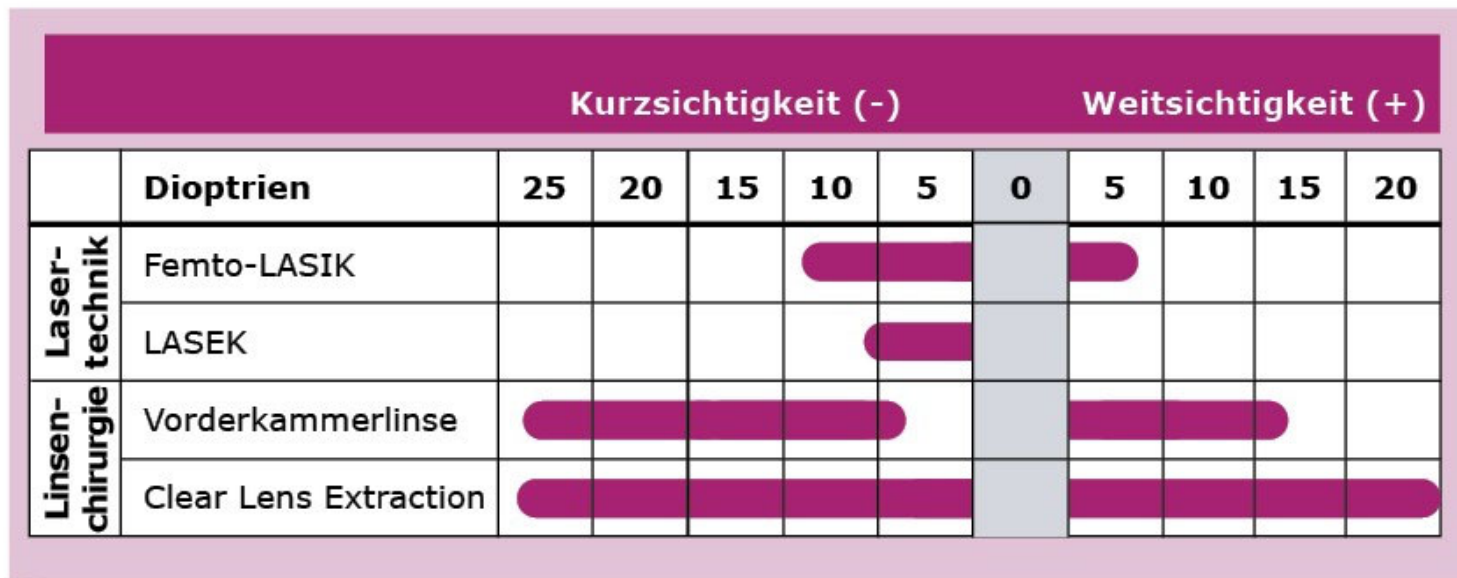 Kurzsichtigkeit (-) Weitsichtigkeit (+)
Dioptrien 25 20 15 10 5 0 5 10 15 20
Laser-
technik
Femto-LASIK
LASEK
Linsen-
chirurgie
Vorderkammerlinse
Clear Lens Extraction